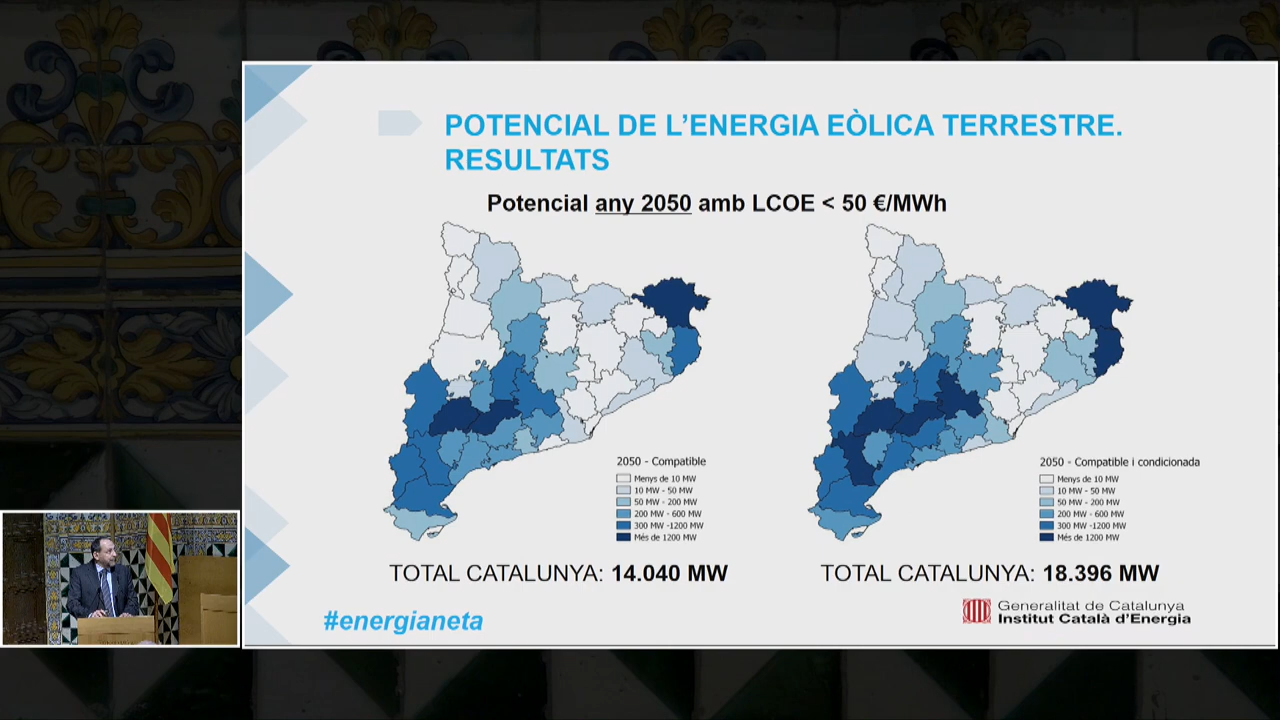 POTENCIAL DE L'ENERGIA EÒLICA TERRESTRE.
RESULTATS
Potencial any 2050 amb LCOE < 50 €/MWh
2050 - Compatible
Menys de 10 MW
10 MW - 50 MW
50 MW - 200 MW
200 MW - 600 MW
300 MW -1200 MW
Més de 1200 MW
TOTAL CATALUNYA: 14.040 MW
2050 - Compatible i condicionada
Menys de 10 MW
10 MW - 50 MW
50 MW - 200 MW
200 MW - 600 MW
300 MW -1200 MW
Més de 1200 MW
TOTAL CATALUNYA: 18.396 MW
#energianeta
Generalitat de Catalunya
Institut Català d'Energia